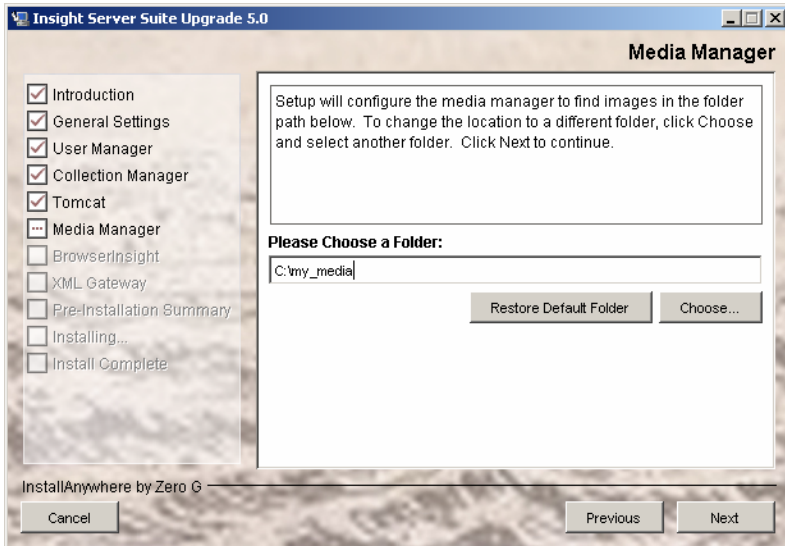 Insight Server Suite Upgrade 5.0
Media Manager
Introduction
General Settings
User Manager
Collection Manager
Tomcat
Media Manager
BrowserInsight
XML Gateway
Pre-Installation Summary
Installing...
Install Complete
Setup will configure the media manager to find images in the folder
path below. To change the location to a different folder, click Choose
and select another folder. Click Next to continue.
Please Choose a Folder:
C:\my_media
Restore Default Folder
Choose...
InstallAnywhere by Zero G
Cancel
Previous
Next